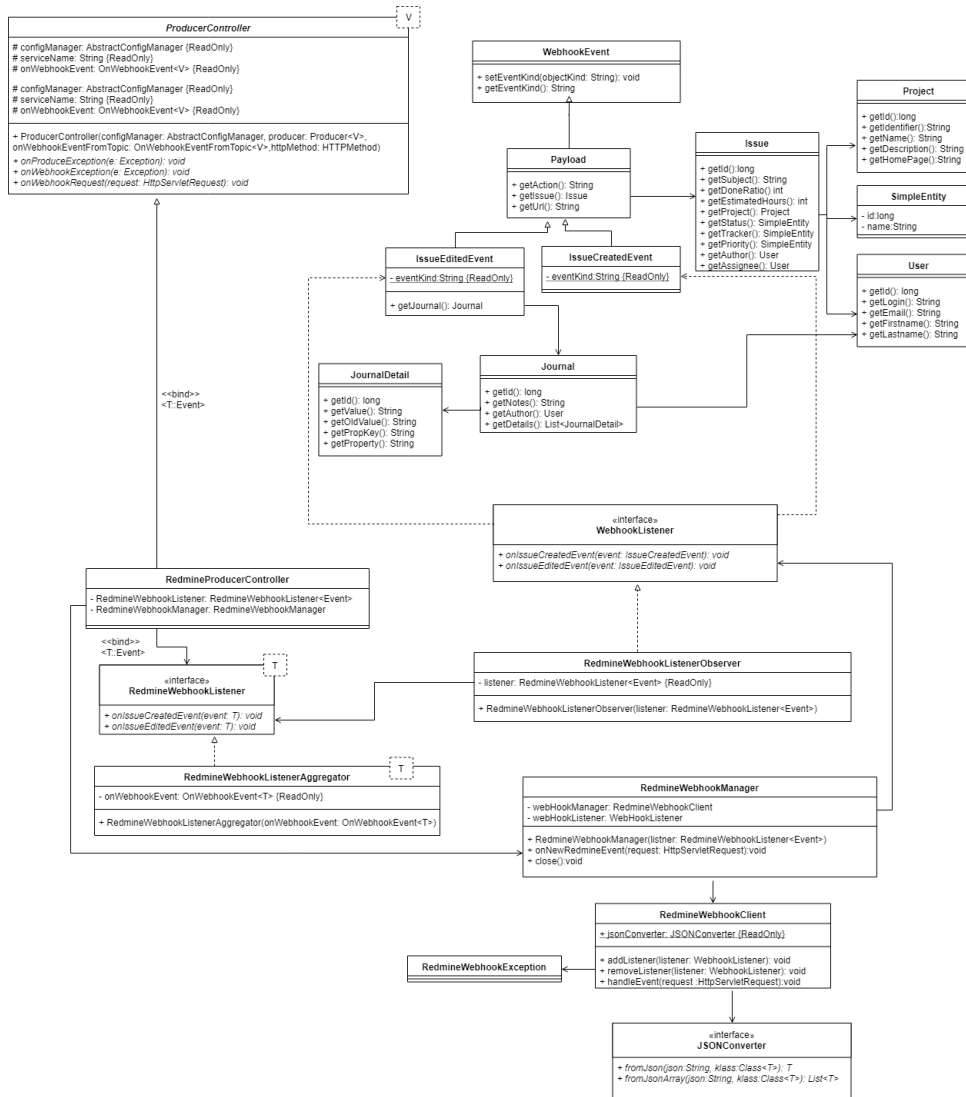 V
ProducerController
# configManager: AbstractConfigManager {ReadOnly}
# serviceName: String {ReadOnly}
# onWebhookEvent: OnWebhookEvent<V> {ReadOnly}
# configManager: AbstractConfigManager {ReadOnly}
# serviceName: String {ReadOnly}
# onWebhookEvent: OnWebhookEvent<V> {ReadOnly}
+ ProducerController(configManager: AbstractConfigManager, producer: Producer<V>,
onWebhookEventFromTopic: OnWebhookEventFromTopic<V>,httpMethod: HTTPMethod)
+ onProduceException(e: Exception): void
+ onWebhookException(e: Exception): void
+ onWebhookRequest(request: HttpServletRequest): void
WebhookEvent
+ setEventKind(objectKind: String): void
+ getEventKind(): String
Payload
+ getAction(): String
+ getIssue(): Issue
+ getUrl(): String
Issue
+ getId():long
+ getSubject(): String
+ getDoneRatio() int
+ getEstimatedHours(): int
+ getProject(): Project
+ getStatus(): SimpleEntity
+ getTracker(): SimpleEntity
+ getPriority(): SimpleEntity
+ getAuthor(): User
+ getAssignee(): User
Project
+ getId():long
+ getIdentifier():String
+ getName(): String
+ getDescription(): String
+ getHomePage():String
SimpleEntity
- id:long
- name:String
User
+ getId(): long
+ getLogin(): String
+ getEmail(): String
+ getFirstname(): String
+ getLastname(): String
IssueEditedEvent
- eventKind:String {ReadOnly}
+ getJournal(): Journal
IssueCreatedEvent
- eventKind:String {ReadOnly}
JournalDetail
+ getId(): long
+ getValue(): String
+ getOldValue(): String
+ getPropKey(): String
+ getProperty(): String
Journal
+ getId(): long
+ getNotes(): String
+ getAuthor(): User
+ getDetails(): List<JournalDetail>
<<bind>>
<T::Event>
«interface»
WebhookListener
+ onIssueCreatedEvent(event: IssueCreatedEvent): void
+ onIssueEditedEvent(event: IssueEditedEvent): void
RedmineProducerController
- RedmineWebhookListener: RedmineWebhookListener<Event>
- RedmineWebhookManager: RedmineWebhookManager
<<bind>>
<T::Event>
T
«interface»
RedmineWebhookListener
+ onIssueCreatedEvent(event: T): void
+ onIssueEditedEvent(event: T): void
RedmineWebhookListenerObserver
- listener: RedmineWebhookListener<Event> {ReadOnly}
+ RedmineWebhookListenerObserver(listener: RedmineWebhookListener<Event>)
T
RedmineWebhookListenerAggregator
- onWebhookEvent: OnWebhookEvent<T> {ReadOnly}
+ RedmineWebhookListenerAggregator(onWebhookEvent: OnWebhookEvent<T>)
RedmineWebhookManager
- webHookManager: RedmineWebhookClient
- webHookListener: WebHookListener
+ RedmineWebhookManager(listner: RedmineWebhookListener<Event>)
+ onNewRedmineEvent(request: HttpServletRequest):void
+ close():void
RedmineWebhookClient
+ jsonConverter: JSONConverter {ReadOnly}
+ addListener(listener: WebhookListener): void
+ removeListener(listener: WebhookListener): void
+ handleEvent(request :HttpServletRequest):void
RedmineWebhookException
«interface»
JSONConverter
+ fromJson(json:String, klass:Class<T>): T
+ fromJsonArray(json:String, klass:Class<T>): List<T>